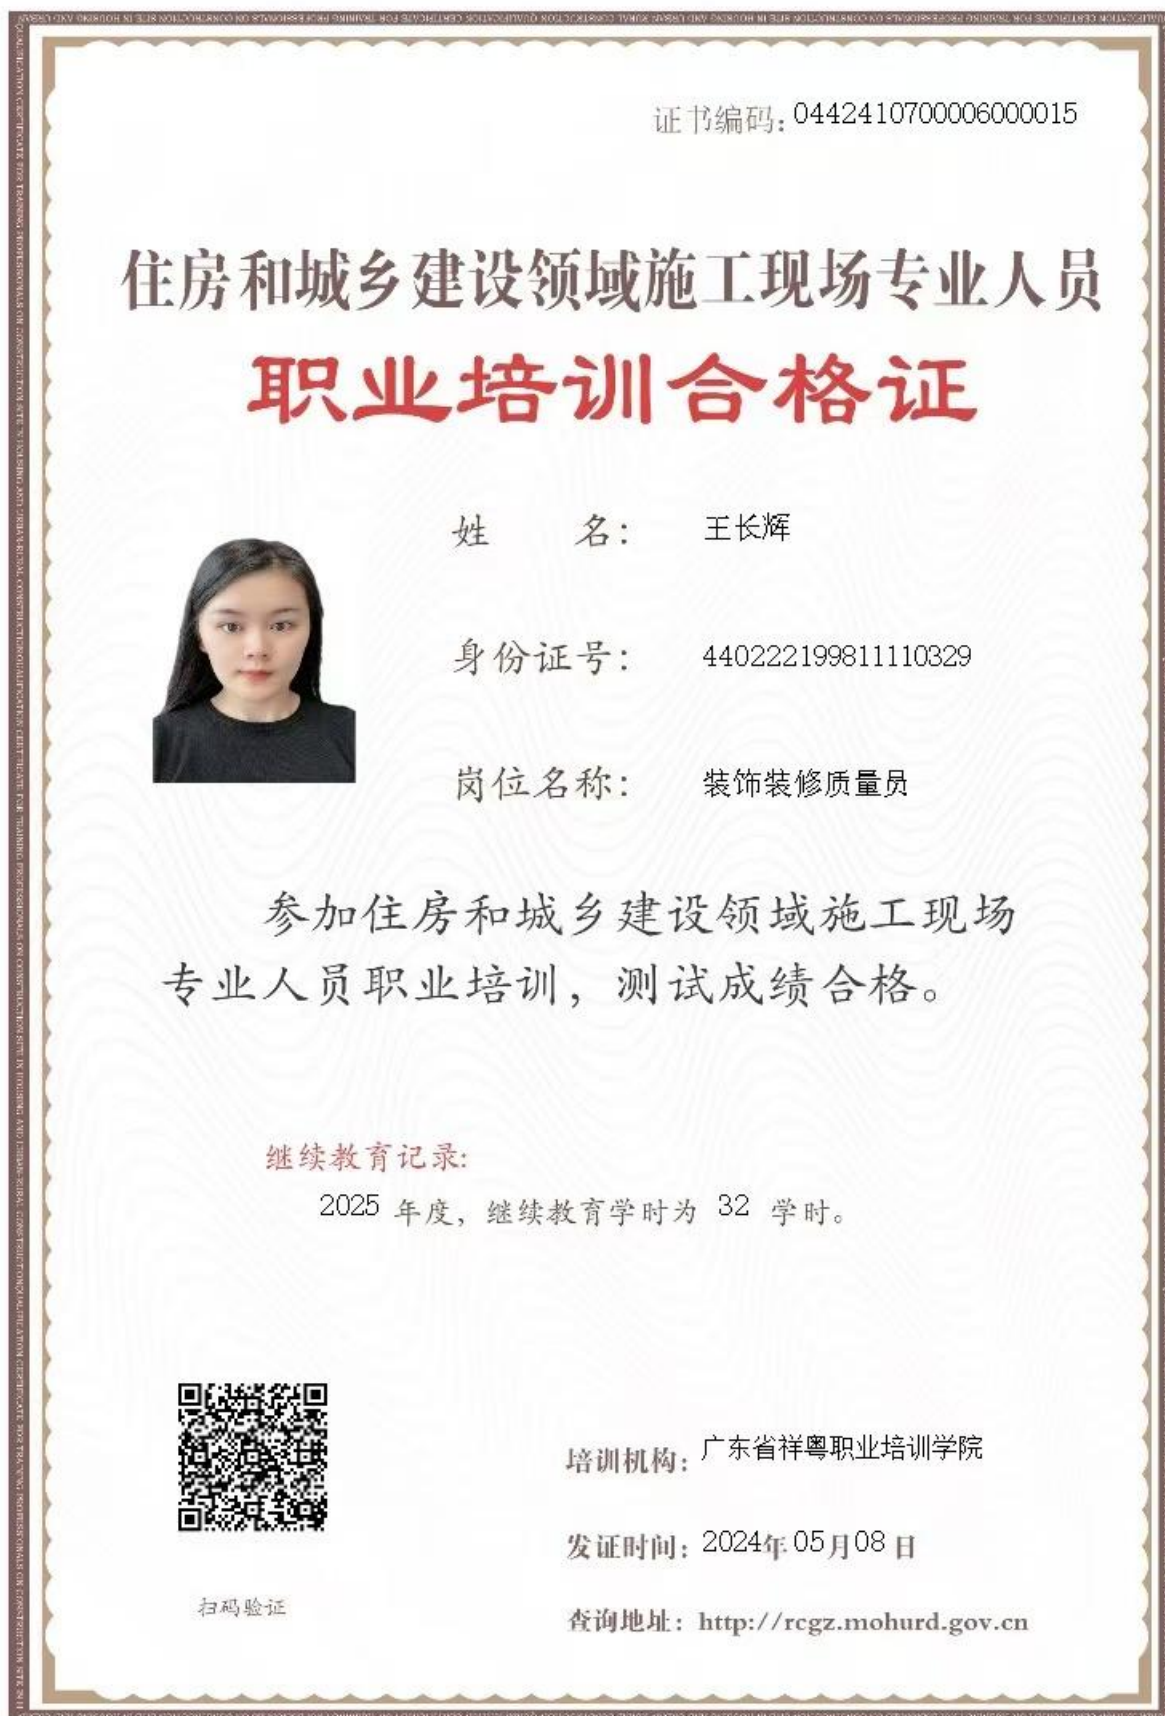 证书编码: 0442410700006000015
住房和城乡建设领域施工现场专业人员
职业培训合格证
姓 名: 王长辉
身份证号: 440222199811110329
岗位名称: 装饰装修质量员
参加住房和城乡建设领域施工现场
专业人员职业培训，测试成绩合格。
继续教育记录:
2025 年度，继续教育学时为 32 学时。
培训机构: 广东省祥粤职业培训学院
发证时间: 2024年 05月08 日
扫码验证
查询地址: http://rcgz.mohurd.gov.cn